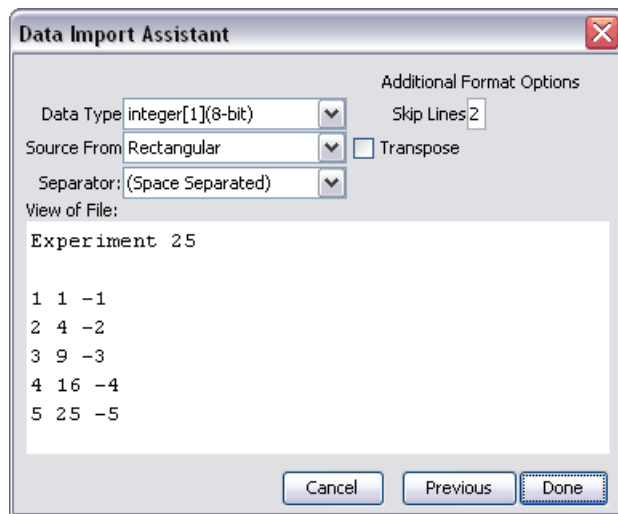 Data Import Assistant
Additional Format Options
Data Type integer[1](8-bit) Skip Lines 2
Source From Rectangular Transpose
Separator: (Space Separated)
View of File:
Experiment 25
1 1 -1
2 4 -2
3 9 -3
4 16 -4
5 25 -5
Cancel Previous Done